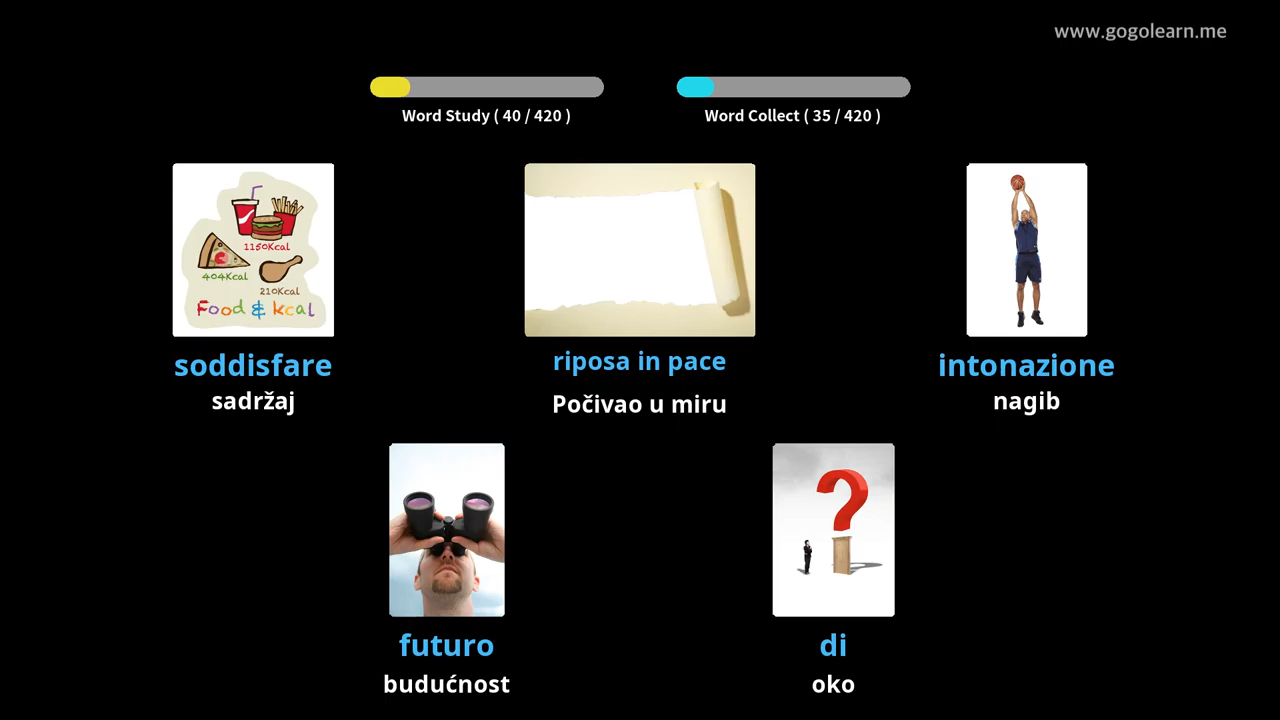 www.gogolearn.me
Word Study ( 40 / 420 )
Word Collect ( 35 / 420 )
1150Kcal
404Kcal
210Kcal
Food & kcal
soddisfare
sadržaj
riposa in pace
Počivao u miru
intonazione
nagib
futuro
budućnost
di
oko